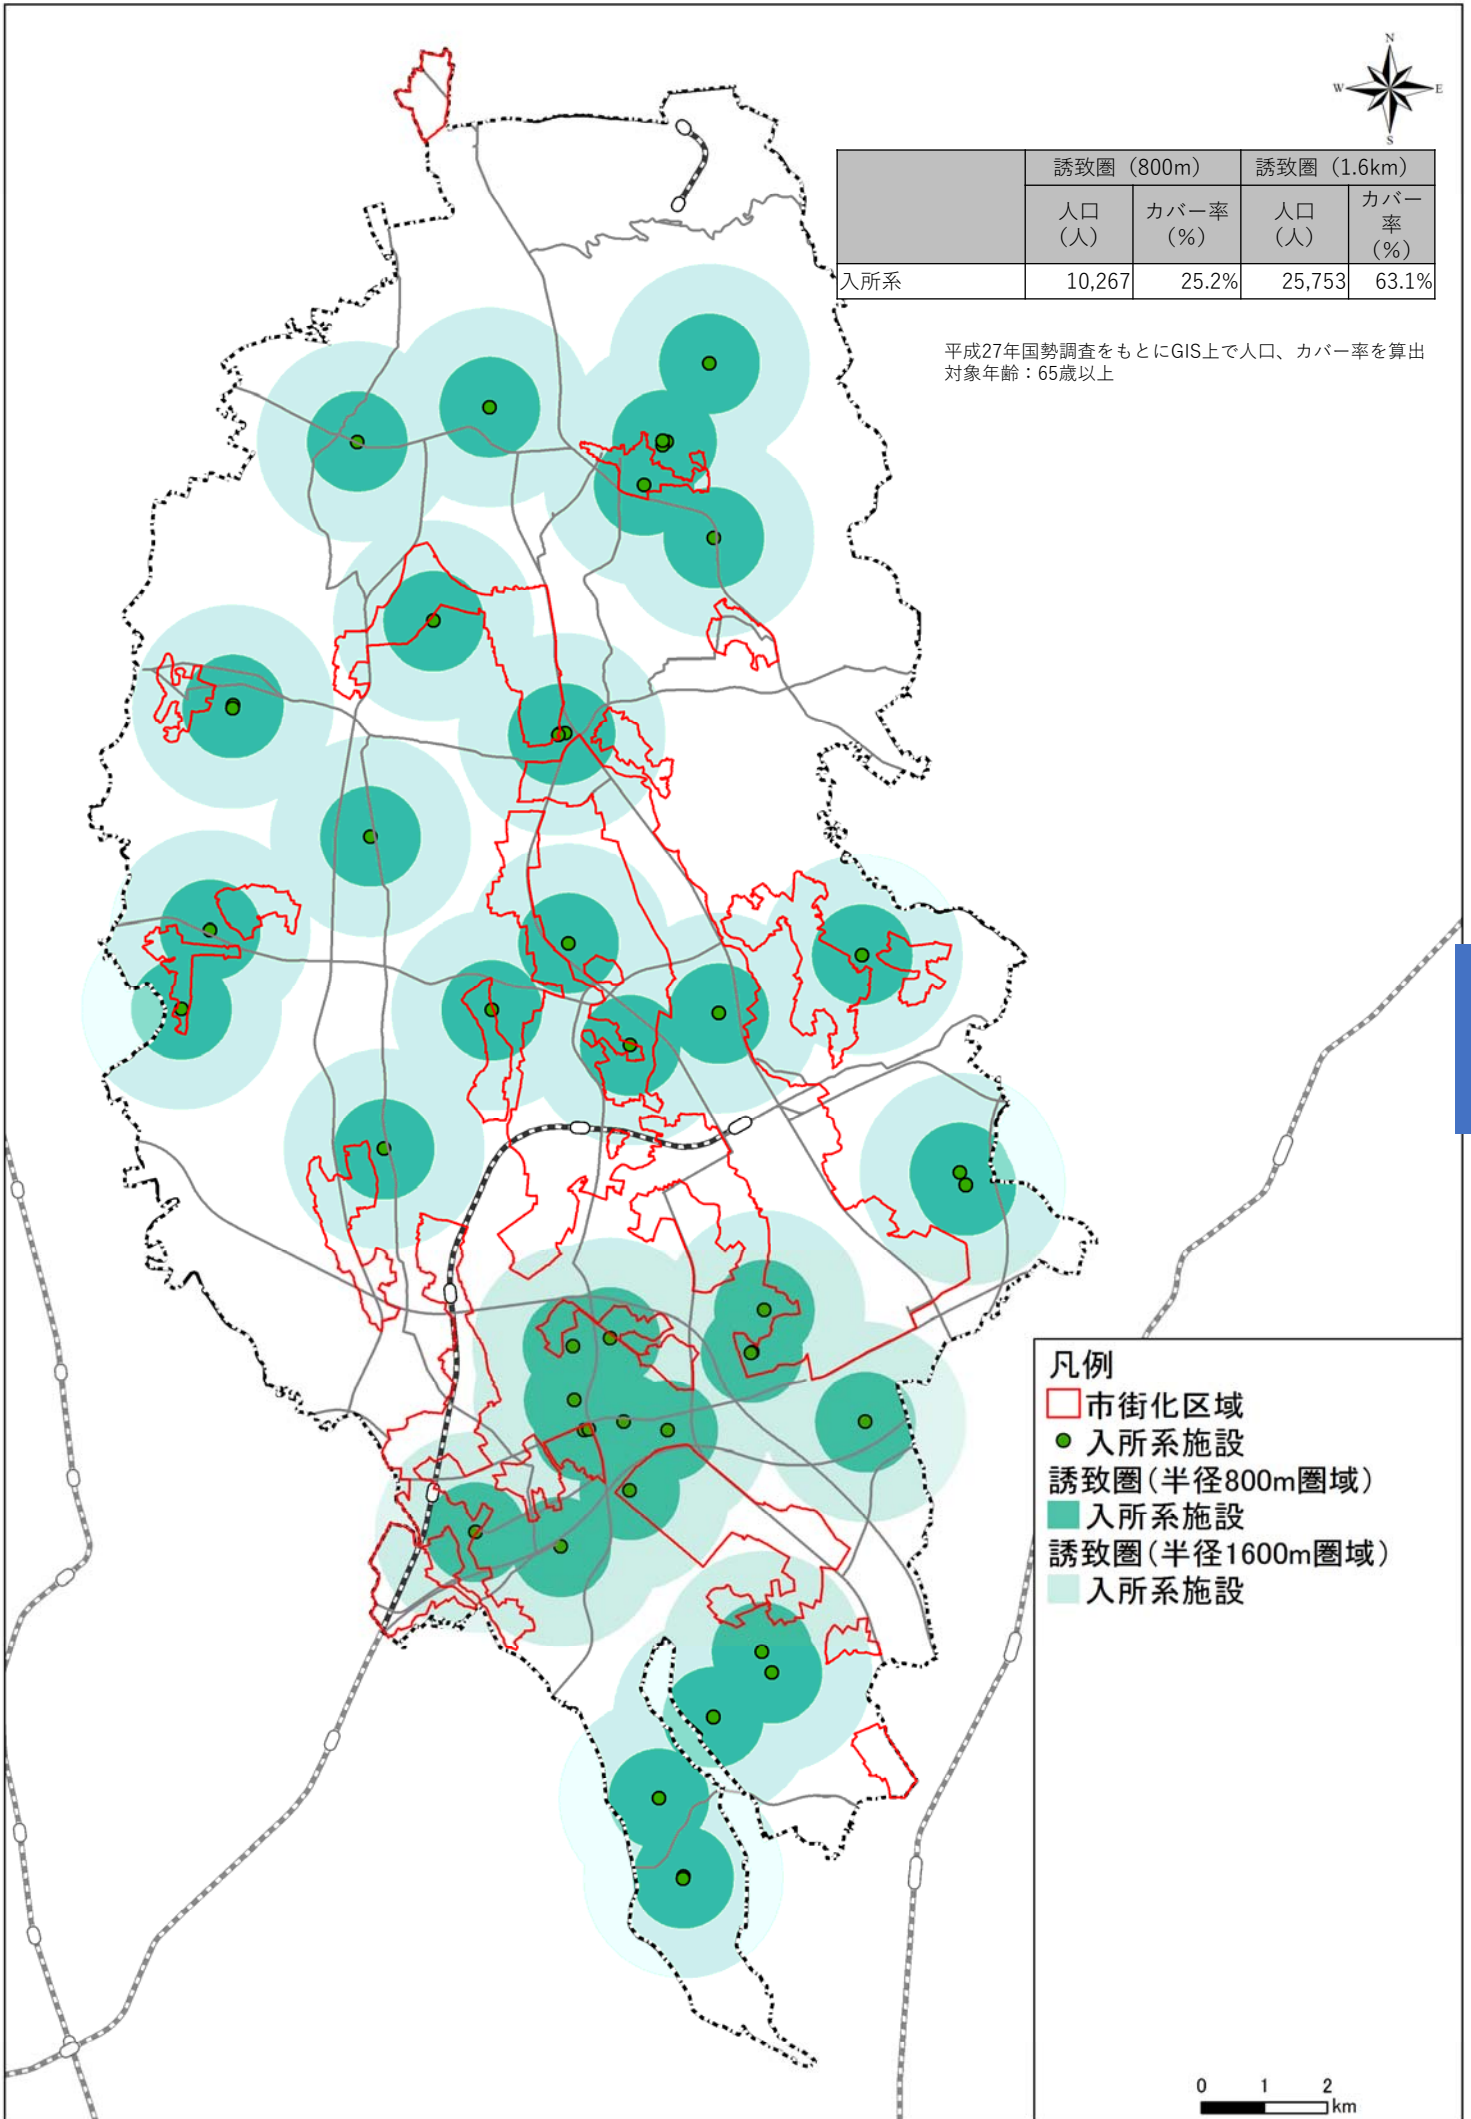 N
W E
S
誘致圏（800m） 誘致圏（1.6km）
人口（人） カバー率（%） 人口（人） カバー率（%）
入所系 10,267 25.2% 25,753 63.1%
平成27年国勢調査をもとにGIS上で人口、カバー率を算出
対象年齢：65歳以上
凡例
市街化区域
入所系施設
誘致圏（半径800m圏域）
入所系施設
誘致圏（半径1600m圏域）
入所系施設
0 1 2
km